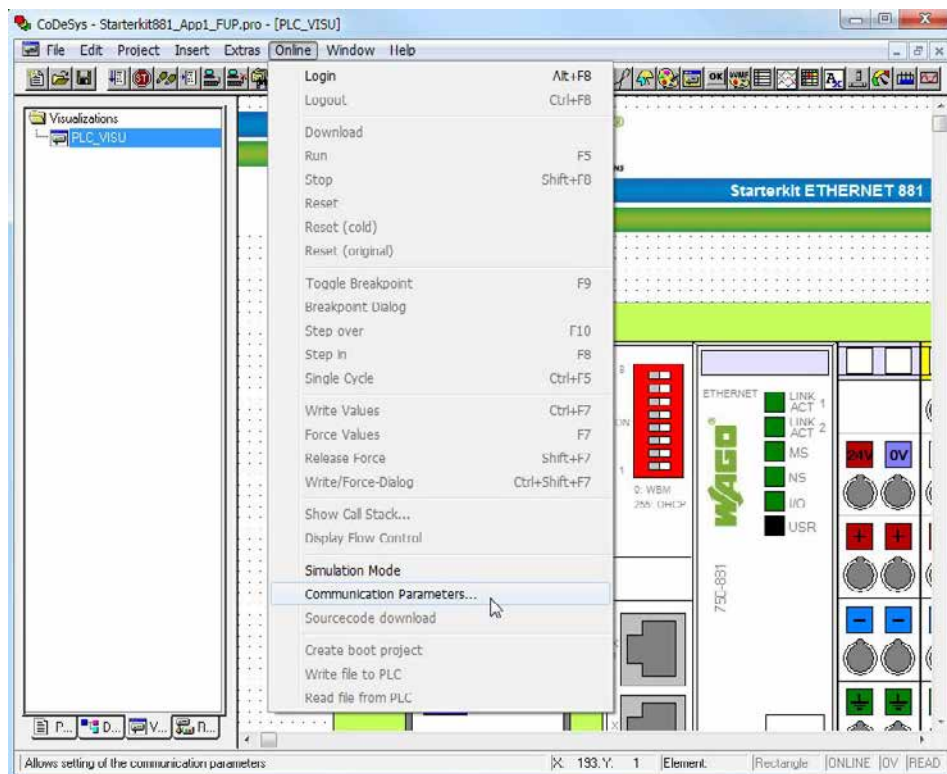 CoDeSys - Starterkit881_App1_FUP.pro - [PLC_VISU]
File Edit Project Insert Extras Online Window Help
Visualizations
PLC_VISU
Login Alt+F8
Logout Ctrl+F8
Download
Run F5
Stop Shift+F8
Reset
Reset (cold)
Reset (original)
Toggle Breakpoint F9
Breakpoint Dialog
Step over F10
Step in F8
Single Cycle Ctrl+F5
Write Values Ctrl+F7
Force Values F7
Release Force Shift+F7
Write/Force-Dialog Ctrl+Shift+F7
Show Call Stack...
Display Flow Control
Simulation Mode
Communication Parameters...
Sourcecode download
Create boot project
Write file to PLC
Read file from PLC
Starterkit ETHERNET 881
8
ON
1
0: WBM
255: DHCP
ETHERNET
LINK
ACT 1
LINK
ACT 2
MS
NS
I/O
USR
WAGO
750-881
24V 0V
+ +
- -
P... D... V... R...
Allows setting of the communication parameters
X: 193, Y: 1 Element: Rectangle ONLINE OV READ